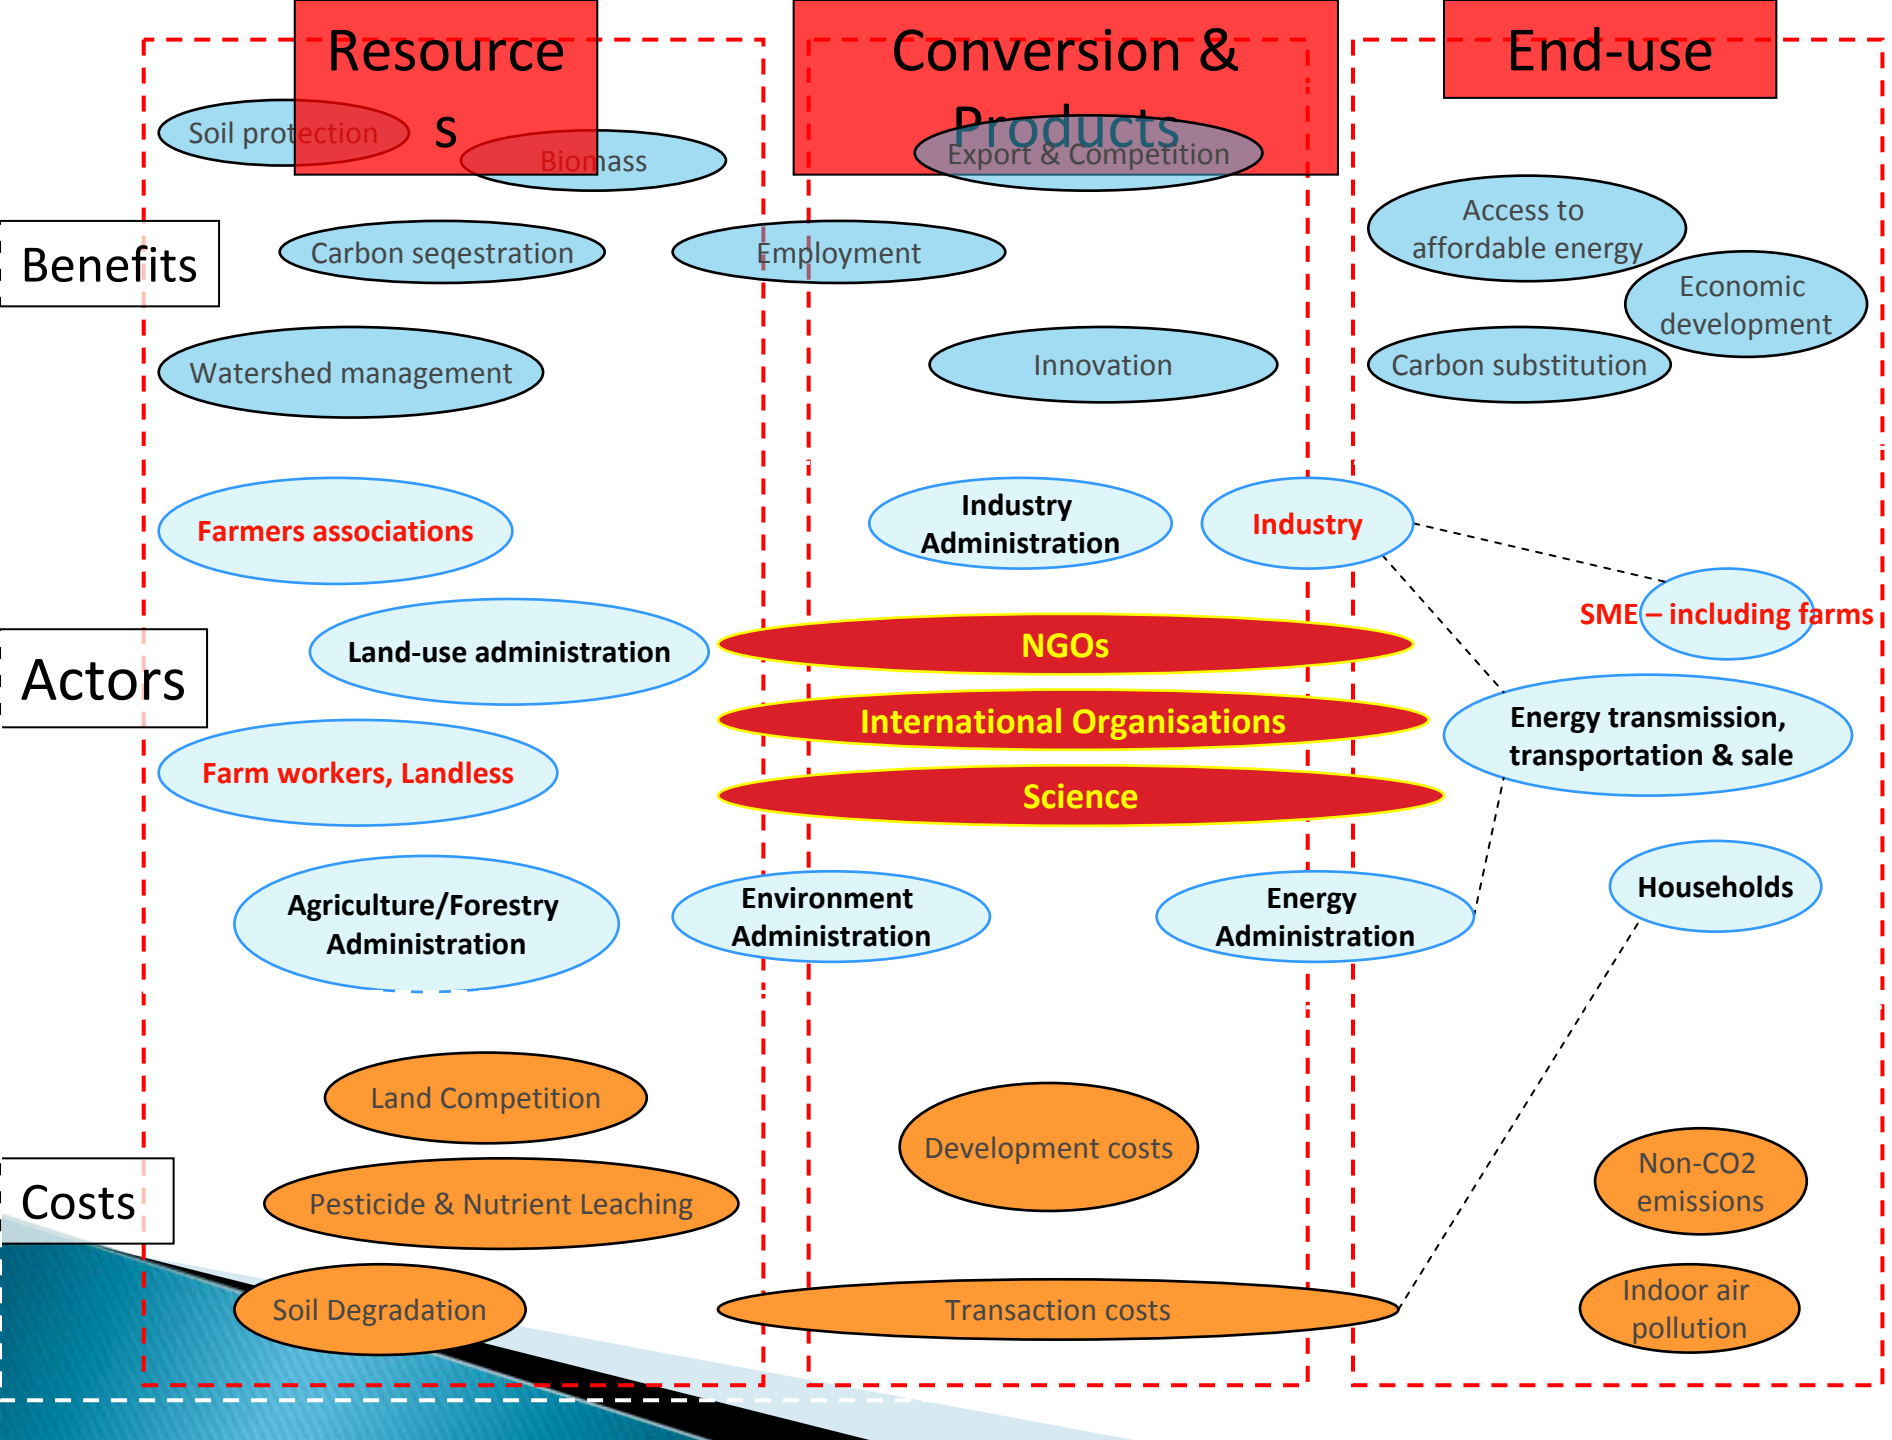 Resource
s
Conversion &
Products
End-use
Soil protection
Biomass
Export & Competition
Access to
affordable energy
Benefits
Carbon seqestration
Employment
Economic
development
Watershed management
Innovation
Carbon substitution
Farmers associations
Industry
Administration
Industry
SME – including farms
Land-use administration
NGOs
Actors
International Organisations
Energy transmission,
transportation & sale
Farm workers, Landless
Science
Agriculture/Forestry
Administration
Environment
Administration
Energy
Administration
Households
Land Competition
Development costs
Non-CO2
emissions
Costs
Pesticide & Nutrient Leaching
Soil Degradation
Transaction costs
Indoor air
pollution